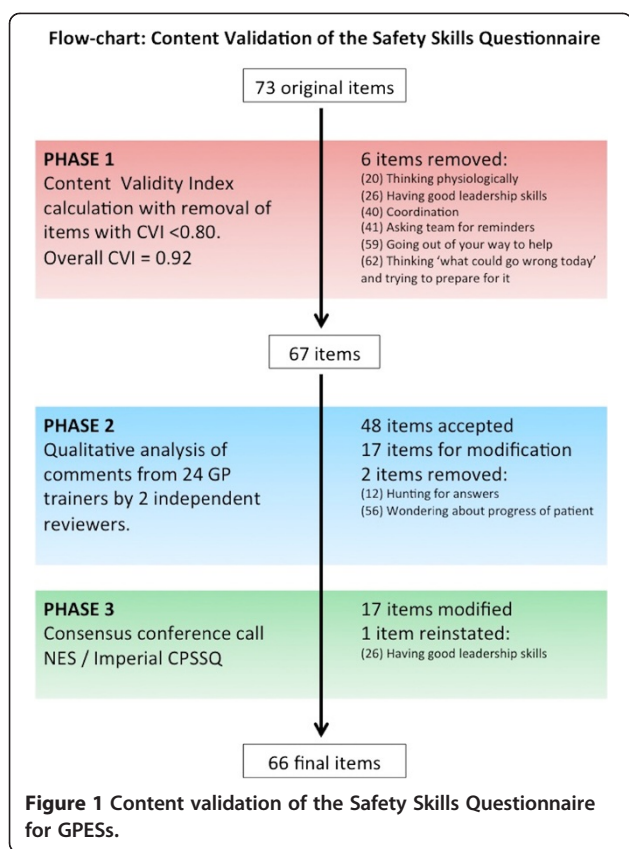 Flow-chart: Content Validation of the Safety Skills Questionnaire
73 original items
PHASE 1
Content Validity Index
calculation with removal of
items with CVI <0.80.
Overall CVI = 0.92
6 items removed:
(20) Thinking physiologically
(26) Having good leadership skills
(40) Coordination
(41) Asking team for reminders
(59) Going out of your way to help
(62) Thinking ‘what could go wrong today’
and trying to prepare for it
67 items
PHASE 2
Qualitative analysis of
comments from 24 GP
trainers by 2 independent
reviewers.
48 items accepted
17 items for modification
2 items removed:
(12) Hunting for answers
(56) Wondering about progress of patient
PHASE 3
Consensus conference call
NES / Imperial CPSSQ
17 items modified
1 item reinstated:
(26) Having good leadership skills
66 final items
Figure 1 Content validation of the Safety Skills Questionnaire
for GPESs.